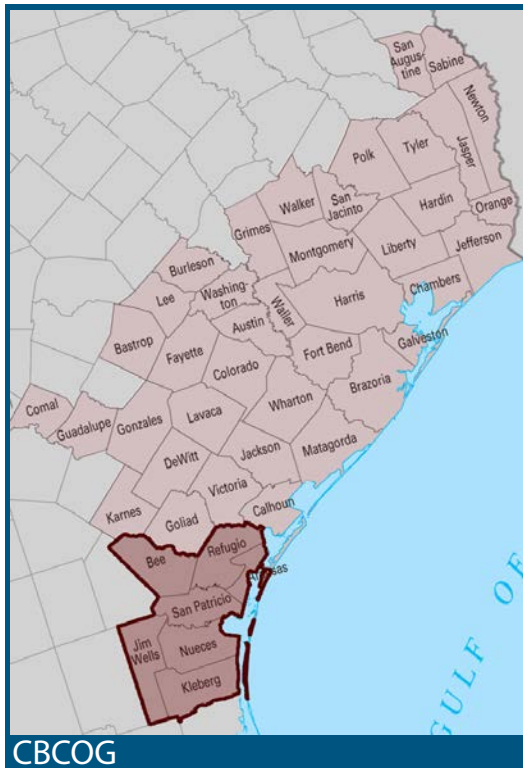 San
Augus-
tine
Sabine
Newton
Jasper
Polk
Tyler
Walker
San
Jacinto
Hardin
Orange
Grimes
Montgomery
Liberty
Jefferson
Burleson
Washing-
ton
Waller
Harris
Chambers
Lee
Austin
Galveston
Bastrop
Fayette
Colorado
Fort Bend
Brazoria
Comal
Guadalupe
Gonzales
Lavaca
Wharton
DeWitt
Jackson
Matagorda
Victoria
Karnes
Goliad
Calhoun
Bee
Refugio
Aransas
San Patricio
Jim
Wells
Nueces
Kleberg
GULF OF
CBCOG